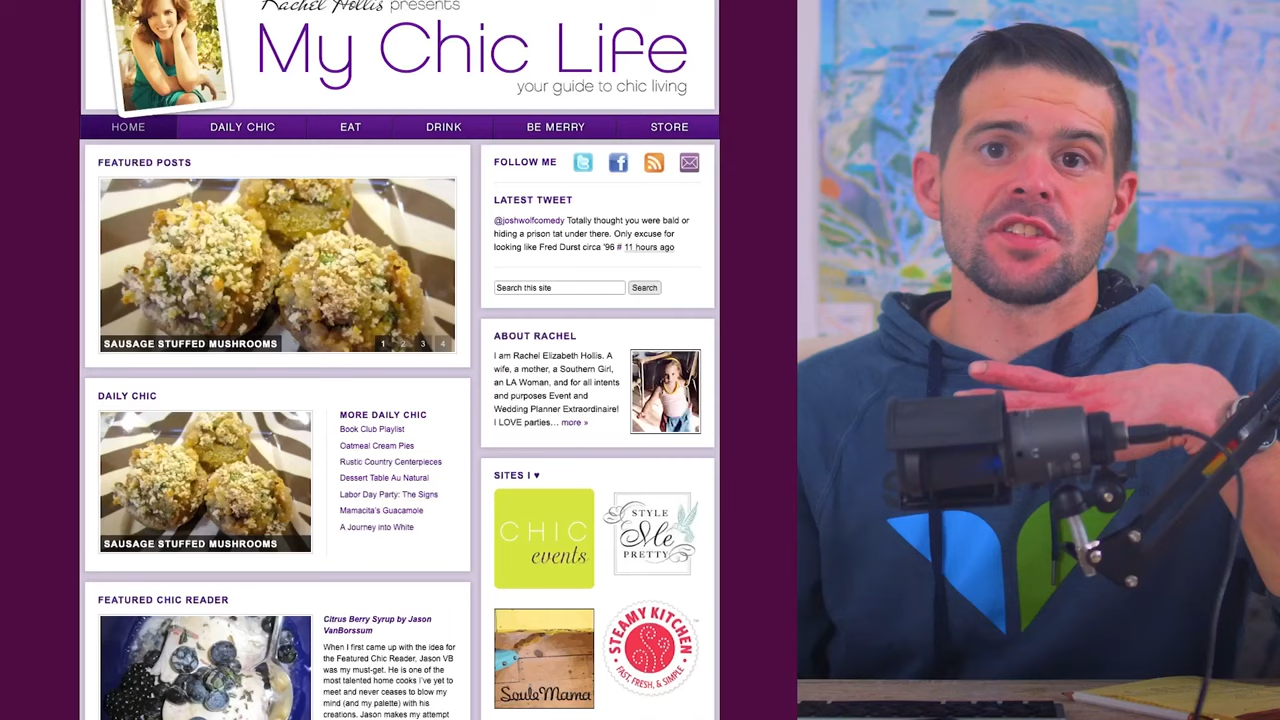 Rachel Hollis presents
My Chic Life
your guide to chic living
HOME DAILY CHIC EAT DRINK BE MERRY STORE
FEATURED POSTS
SAUSAGE STUFFED MUSHROOMS
1 2 3 4
DAILY CHIC
SAUSAGE STUFFED MUSHROOMS
MORE DAILY CHIC
Book Club Playlist
Oatmeal Cream Pies
Rustic Country Centerpieces
Dessert Table Au Natural
Labor Day Party: The Signs
Mamacita's Guacamole
A Journey into White
FEATURED CHIC READER
Citrus Berry Syrup by Jason
VanBorssum
When I first came up with the idea for
the Featured Chic Reader, Jason VB
was my must-get. He is one of the
most talented home cooks I've yet to
meet and never ceases to blow my
mind (and my palette) with his
creations. Jason makes my attempt
FOLLOW ME
LATEST TWEET
@joshwolfcomedy Totally thought you were bald or
hiding a prison tat under there. Only excuse for
looking like Fred Durst circa '96 # 11 hours ago
Search this site Search
ABOUT RACHEL
I am Rachel Elizabeth Hollis. A
wife, a mother, a Southern Girl,
an LA Woman, and for all intents
and purposes Event and
Wedding Planner Extraordinaire!
I LOVE parties… more »
SITES I ♥
CHIC
events
STYLE
Me
PRETTY
SouleMama
STEAMY KITCHEN
FAST, FRESH, & SIMPLE